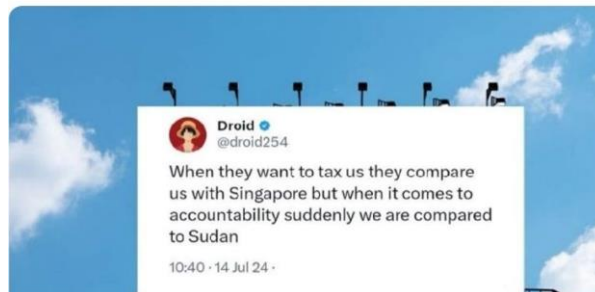 Droid
@droid254
When they want to tax us they compare
us with Singapore but when it comes to
accountability suddenly we are compared
to Sudan
10:40 · 14 Jul 24 ·